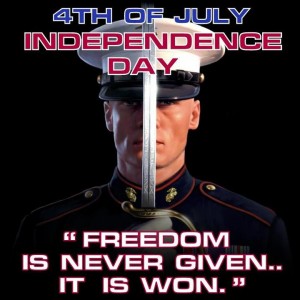 4TH OF JULY
INDEPENDENCE
DAY
“ FREEDOM
IS NEVER GIVEN..
IT IS WON. ”